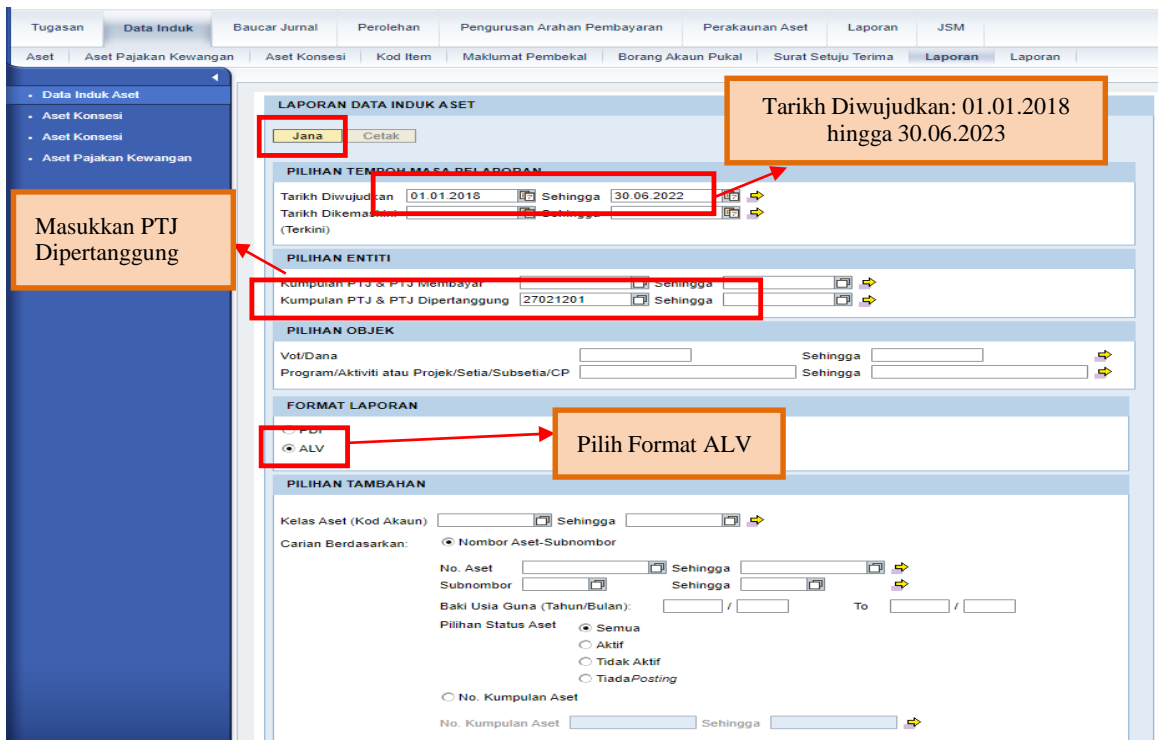 Tugasan Data Induk Baucar Jurnal Perolehan Pengurusan Arahan Pembayaran Perakaunan Aset Laporan JSM
Aset Aset Pajakan Kewangan Aset Konsesi Kod Item Maklumat Pembekal Borang Akaun Pukal Surat Setuju Terima Laporan Laporan
Data Induk Aset
Aset Konsesi
Aset Konsesi
Aset Pajakan Kewangan
LAPORAN DATA INDUK ASET
Tarikh Diwujudkan: 01.01.2018
hingga 30.06.2023
Jana Cetak
PILIHAN TEMPOH MASA PELAPORAN
Tarikh Diwujudkan 01.01.2018 Sehingga 30.06.2022
Tarikh Dikemaskini Sehingga
(Terkini)
Masukkan PTJ
Dipertanggung
PILIHAN ENTITI
Kumpulan PTJ & PTJ Membayar Sehingga
Kumpulan PTJ & PTJ Dipertanggung 27021201 Sehingga
PILIHAN OBJEK
Vot/Dana Sehingga
Program/Aktiviti atau Projek/Setia/Subsetia/CP Sehingga
FORMAT LAPORAN
PDF
ALV
Pilih Format ALV
PILIHAN TAMBAHAN
Kelas Aset (Kod Akaun) Sehingga
Carian Berdasarkan: Nombor Aset-Subnombor
No. Aset Sehingga
Subnombor Sehingga
Baki Usia Guna (Tahun/Bulan): / To /
Pilihan Status Aset Semua
Aktif
Tidak Aktif
TiadaPosting
No. Kumpulan Aset
No. Kumpulan Aset Sehingga